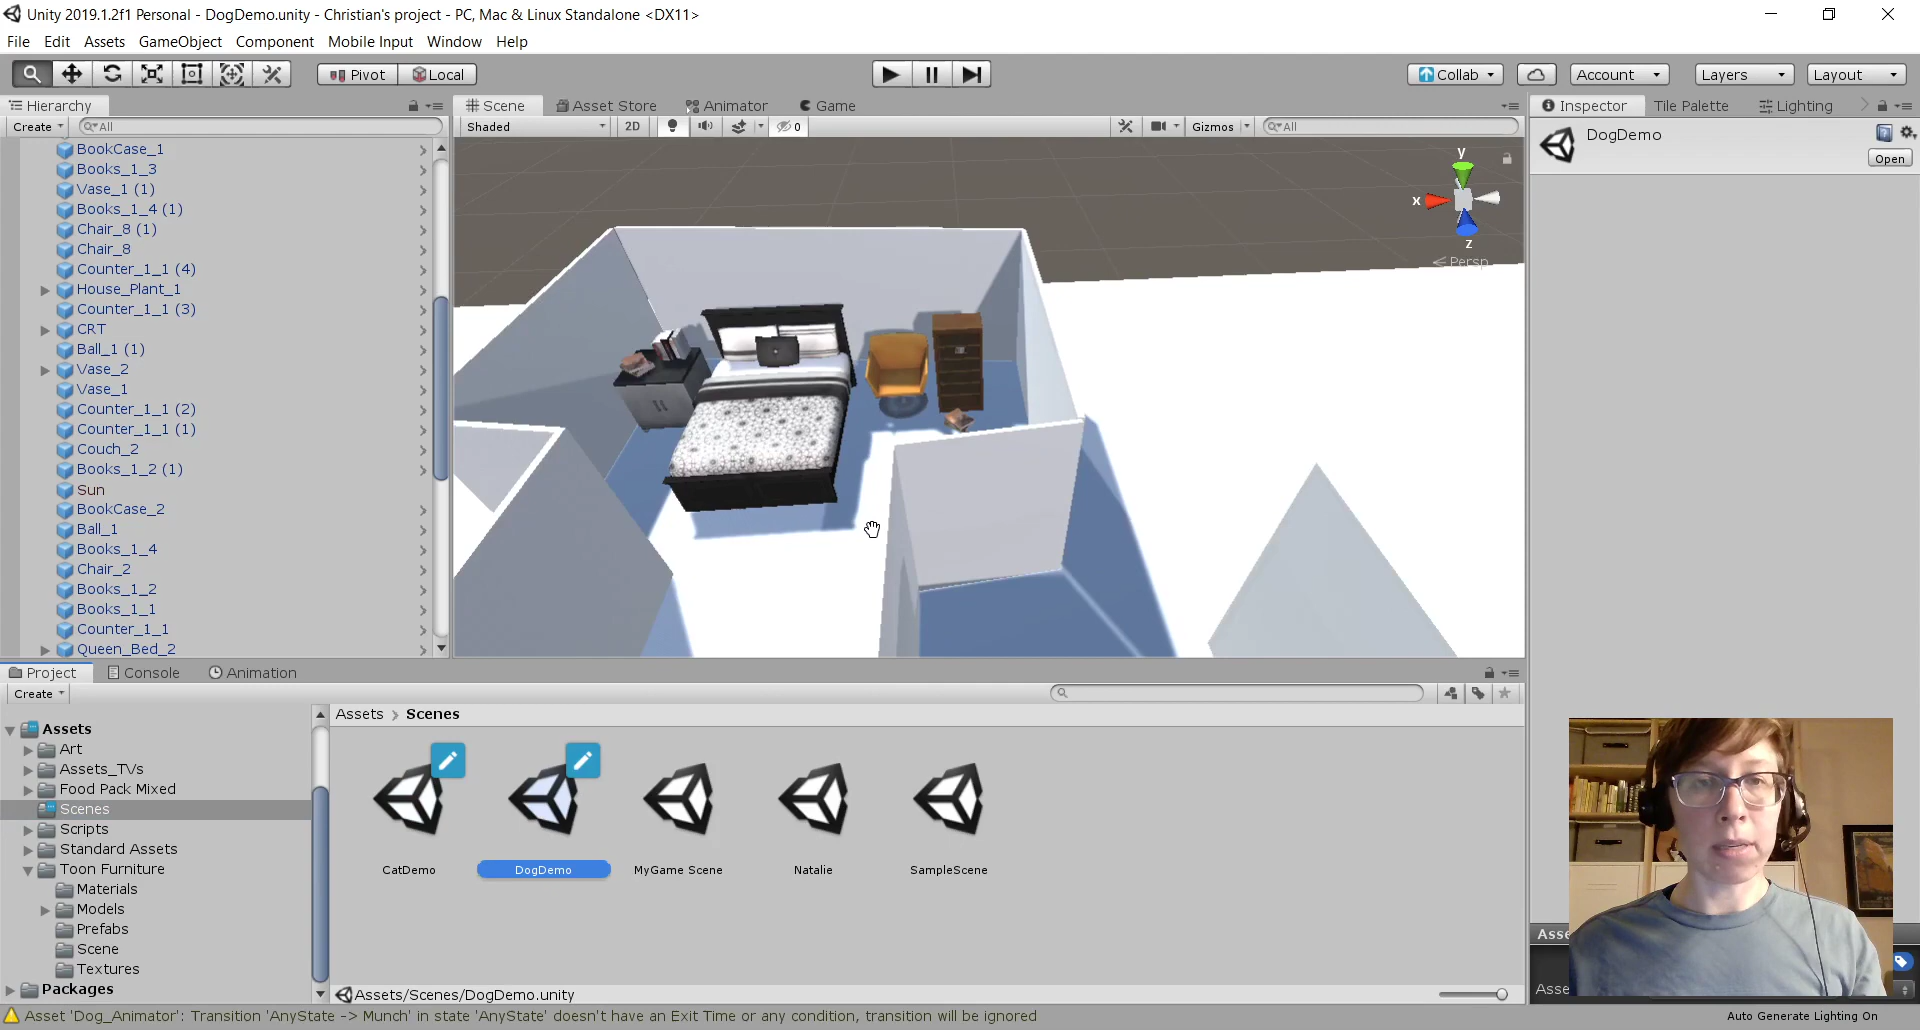 Unity 2019.1.2f1 Personal - DogDemo.unity - Christian's project - PC, Mac & Linux Standalone <DX11>
File Edit Assets GameObject Component Mobile Input Window Help
Pivot Local Collab Account Layers Layout
Hierarchy Scene Asset Store Animator Game Inspector Tile Palette Lighting
Create All Shaded 2D 0 Gizmos All DogDemo
Open
BookCase_1
Books_1_3
Vase_1 (1)
Books_1_4 (1)
Chair_8 (1)
Chair_8
Counter_1_1 (4)
House_Plant_1
Counter_1_1 (3)
CRT
Ball_1 (1)
Vase_2
Vase_1
Counter_1_1 (2)
Counter_1_1 (1)
Couch_2
Books_1_2 (1)
Sun
BookCase_2
Ball_1
Books_1_4
Chair_2
Books_1_2
Books_1_1
Counter_1_1
Queen_Bed_2
y
x
z
Persp
Project Console Animation
Create
Assets
Art
Assets_TVs
Food Pack Mixed
Scenes
Scripts
Standard Assets
Toon Furniture
Materials
Models
Prefabs
Scene
Textures
Packages
Assets > Scenes
CatDemo DogDemo MyGame Scene Natalie SampleScene
Assets/Scenes/DogDemo.unity
Asse
Asse
Asset 'Dog_Animator': Transition 'AnyState -> Munch' in state 'AnyState' doesn't have an Exit Time or any condition, transition will be ignored
Auto Generate Lighting On